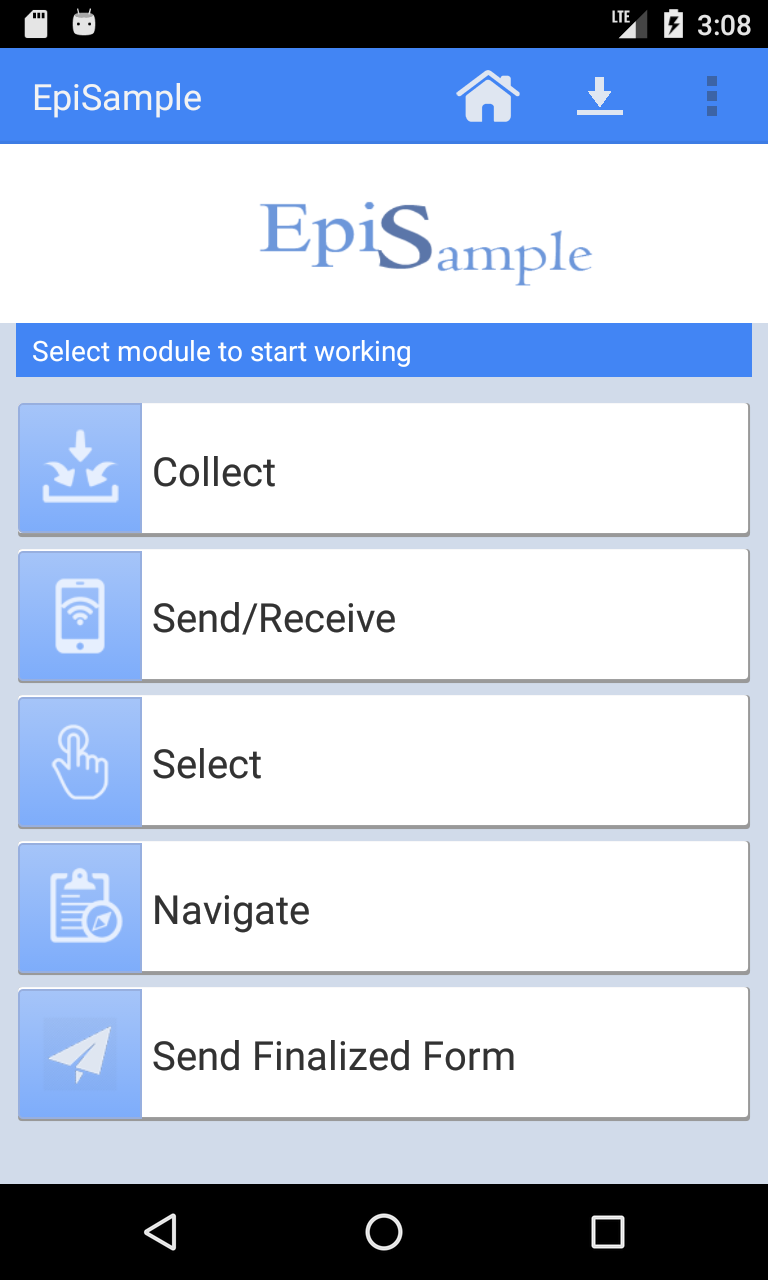 LTE 3:08
EpiSample
EpiSample
Select module to start working
Collect
Send/Receive
Select
Navigate
Send Finalized Form